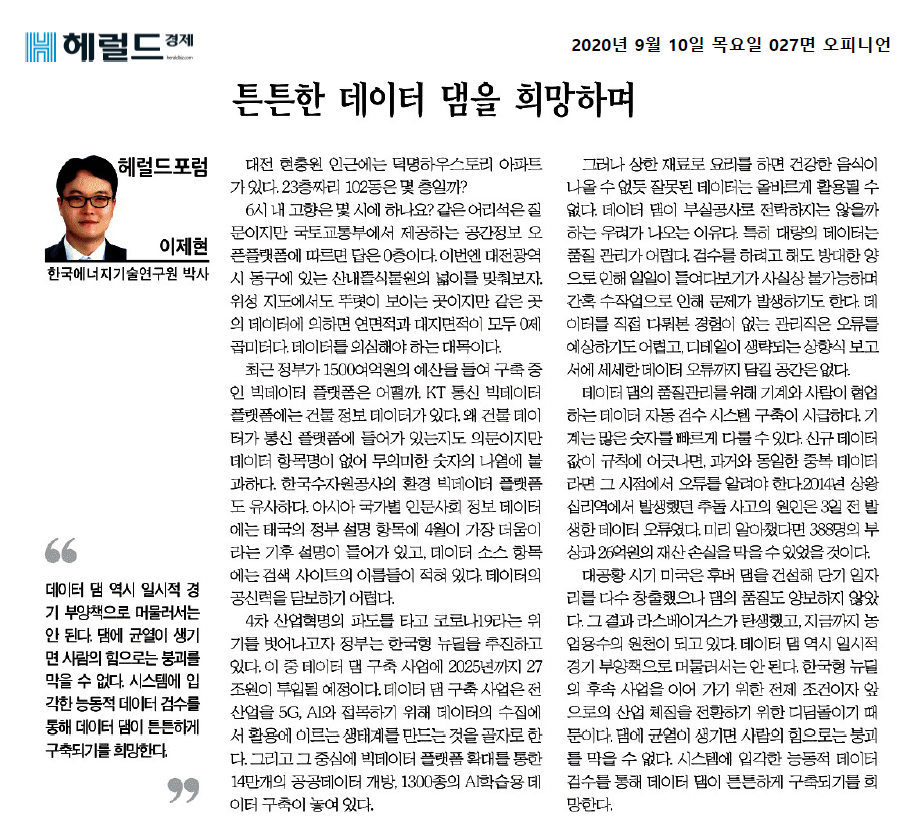 헤럴드경제
heraldbiz.com
2020년 9월 10일 목요일 027면 오피니언
튼튼한 데이터 댐을 희망하며
헤럴드포럼
이제현
한국에너지기술연구원 박사
대전 현충원 인근에는 덕명하우스토리 아파트
가 있다. 23층짜리 102동은 몇 층일까?
6시 내 고향은 몇 시에 하나요? 같은 어리석은 질
문이지만 국토교통부에서 제공하는 공간정보 오
픈플랫폼에 따르면 답은 0층이다. 이번엔 대전광역
시 동구에 있는 산내플식물원의 넓이를 맞춰보자.
위성 지도에서도 뚜렷이 보이는 곳이지만 같은 곳
의 데이터에 의하면 연면적과 대지면적이 모두 0제
곱미터다. 데이터를 의심해야 하는 대목이다.
최근 정부가 1500여억원의 예산을 들여 구축 중
인 빅데이터 플랫폼은 어떨까. KT 통신 빅데이터
플랫폼에는 건물 정보 데이터가 있다. 왜 건물 데이
터가 통신 플랫폼에 들어가 있는지도 의문이지만
데이터 항목명이 없어 무의미한 숫자의 나열에 불
과하다. 한국수자원공사의 환경 빅데이터 플랫폼
도 유사하다. 아시아 국가별 인문사회 정보 데이터
에는 태국의 정부 설명 항목에 4월이 가장 더움이
라는 기후 설명이 들어가 있고, 데이터 소스 항목
에는 검색 사이트의 이름들이 적혀 있다. 데이터의
공신력을 담보하기 어렵다.
4차 산업혁명의 파도를 타고 코로나19라는 위
기를 벗어나고자 정부는 한국형 뉴딜을 추진하고
있다. 이 중 데이터 댐 구축 사업에 2025년까지 27
조원이 투입될 예정이다. 데이터 댐 구축 사업은 전
산업을 5G, AI와 접목하기 위해 데이터의 수집에
서 활용에 이르는 생태계를 만드는 것을 골자로 한
다. 그리고 그 중심에 빅데이터 플랫폼 확대를 통한
14만개의 공공데이터 개방, 1300종의 AI학습용 데
이터 구축이 놓여 있다.
그러나 상한 재료로 요리를 하면 건강한 음식이
나올 수 없듯 잘못된 데이터는 올바르게 활용될 수
없다. 데이터 댐이 부실공사로 전락하지는 않을까
하는 우려가 나오는 이유다. 특히 대량의 데이터는
품질 관리가 어렵다. 검수를 하려고 해도 방대한 양
으로 인해 일일이 들여다보기가 사실상 불가능하며
간혹 수작업으로 인해 문제가 발생하기도 한다. 데
이터를 직접 다뤄본 경험이 없는 관리직은 오류를
예상하기도 어렵고, 디테일이 생략되는 상향식 보고
서에 세세한 데이터 오류까지 담길 공간은 없다.
데이터 댐의 품질관리를 위해 기계와 사람이 협업
하는 데이터 자동 검수 시스템 구축이 시급하다. 기
계는 많은 숫자를 빠르게 다룰 수 있다. 신규 데이터
값이 규칙에 어긋나면, 과거와 동일한 중복 데이터
라면 그 시점에서 오류를 알려야 한다.2014년 상왕
십리역에서 발생했던 추돌 사고의 원인은 3일 전 발
생한 데이터 오류였다. 미리 알아챘다면 388명의 부
상과 26억원의 재산 손실을 막을 수 있었을 것이다.
대공황 시기 미국은 후버 댐을 건설해 단기 일자
리를 다수 창출했으나 댐의 품질도 양보하지 않았
다. 그 결과 라스베이거스가 탄생했고, 지금까지 농
업용수의 원천이 되고 있다. 데이터 댐 역시 일시적
경기 부양책으로 머물러서는 안 된다. 한국형 뉴딜
의 후속 사업을 이어 가기 위한 전제 조건이자 앞
으로의 산업 체질을 전환하기 위한 디딤돌이기 때
문이다. 댐에 균열이 생기면 사람의 힘으로는 붕괴
를 막을 수 없다. 시스템에 입각한 능동적 데이터
검수를 통해 데이터 댐이 튼튼하게 구축되기를 희
망한다.
“
데이터 댐 역시 일시적 경
기 부양책으로 머물러서는
안 된다. 댐에 균열이 생기
면 사람의 힘으로는 붕괴를
막을 수 없다. 시스템에 입
각한 능동적 데이터 검수를
통해 데이터 댐이 튼튼하게
구축되기를 희망한다.
”